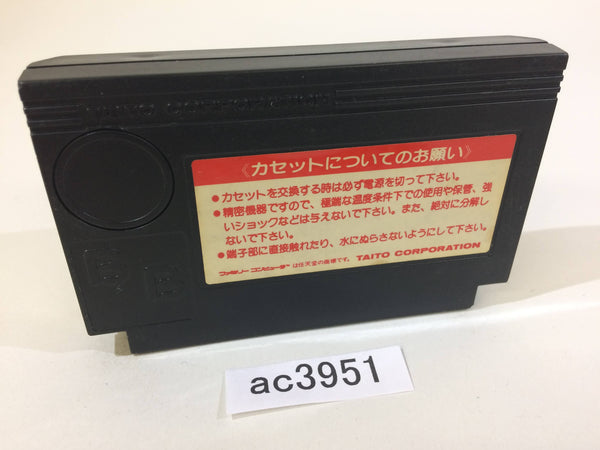 TAITO CORPORATION
《カセットについてのお願い》
●カセットを交換する時は必ず電源を切って下さい。
●精密機器ですので、極端な温度条件下での使用や保管、強
いショックなどは与えないで下さい。また、絶対に分解し
ないで下さい。
●端子部に直接触れたり、水にぬらさないようにして下さい。
ファミリーコンピューターは任天堂の商標です。 TAITO CORPORATION
ac3951